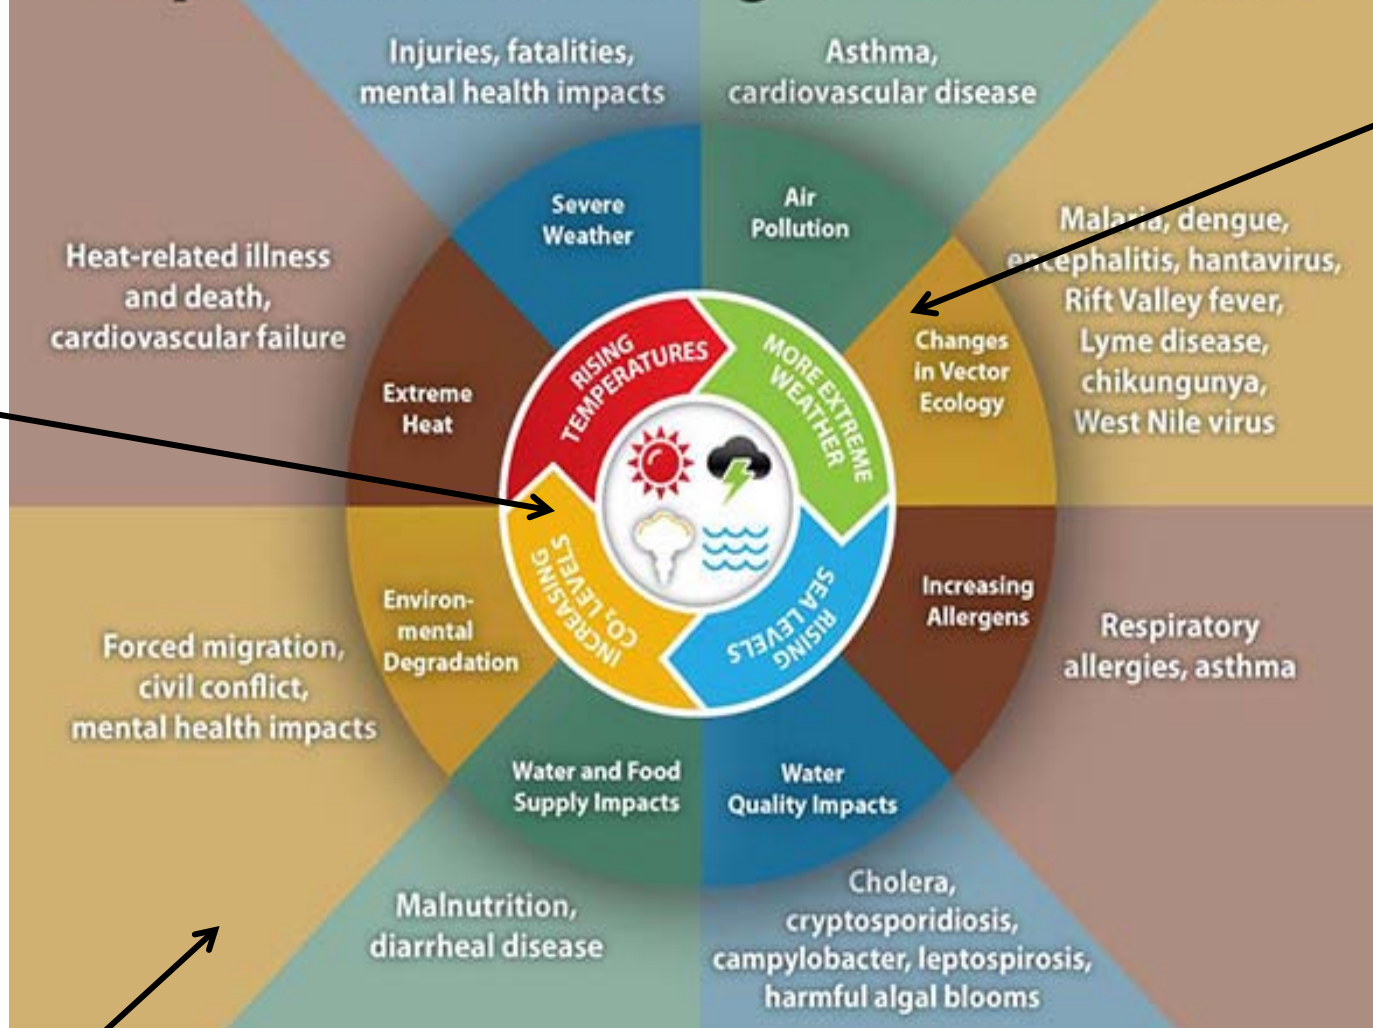 Injuries, fatalities,
mental health impacts
Asthma,
cardiovascular disease
Severe
Weather
Air
Pollution
Malaria, dengue,
encephalitis, hantavirus,
Rift Valley fever,
Lyme disease,
chikungunya,
West Nile virus
Heat-related illness
and death,
cardiovascular failure
Extreme
Heat
RISING
TEMPERATURES
MORE EXTREME
WEATHER
Changes
in Vector
Ecology
Environ-
mental
Degradation
INCREASING
CO₂ LEVELS
RISING
SEA LEVELS
Increasing
Allergens
Forced migration,
civil conflict,
mental health impacts
Respiratory
allergies, asthma
Water and Food
Supply Impacts
Water
Quality Impacts
Malnutrition,
diarrheal disease
Cholera,
cryptosporidiosis,
campylobacter, leptospirosis,
harmful algal blooms